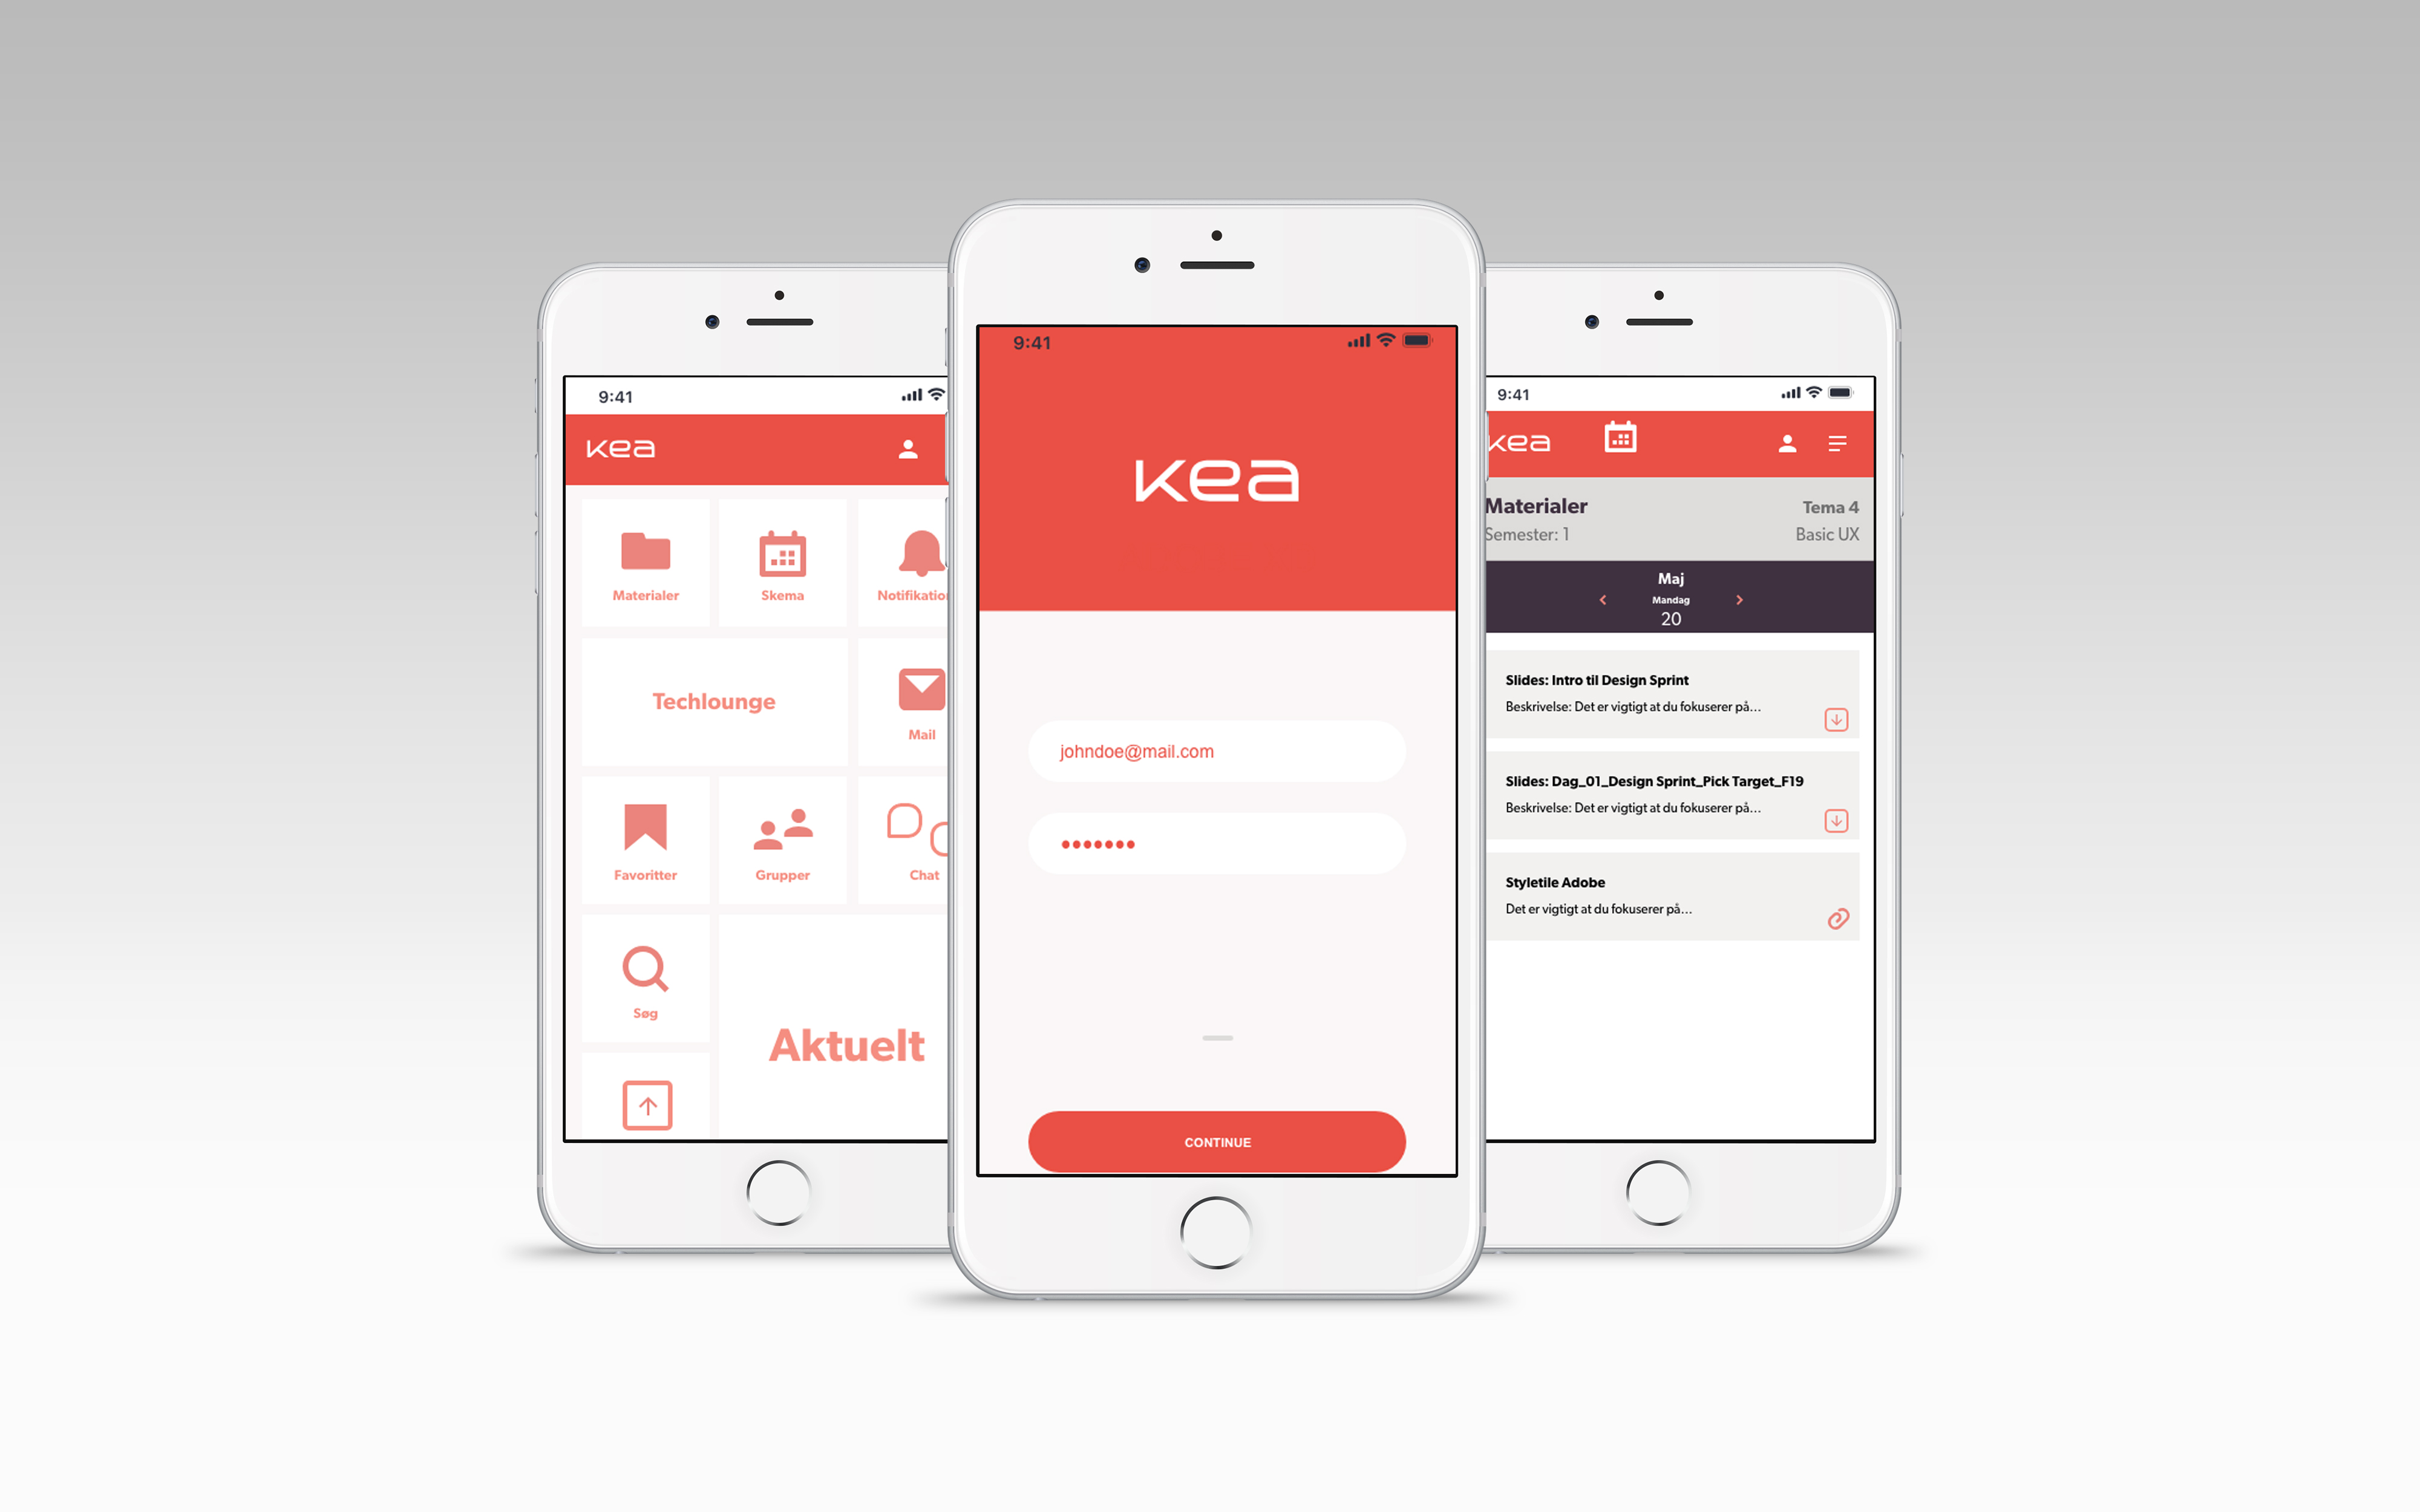 9:41
kea
Materialer
Skema
Techlounge
Mail
Favoritter
Grupper
Chat
Søg
Aktuelt
9:41
kea
johndoe@mail.com
CONTINUE
9:41
kea
Materialer
Tema 4
Semester: 1
Basic UX
Maj
Mandag
20
Slides: Intro til Design Sprint
Beskrivelse: Det er vigtigt at du fokuserer på...
Slides: Dag_01_Design Sprint_Pick Target_F19
Beskrivelse: Det er vigtigt at du fokuserer på...
Styletile Adobe
Det er vigtigt at du fokuserer på...